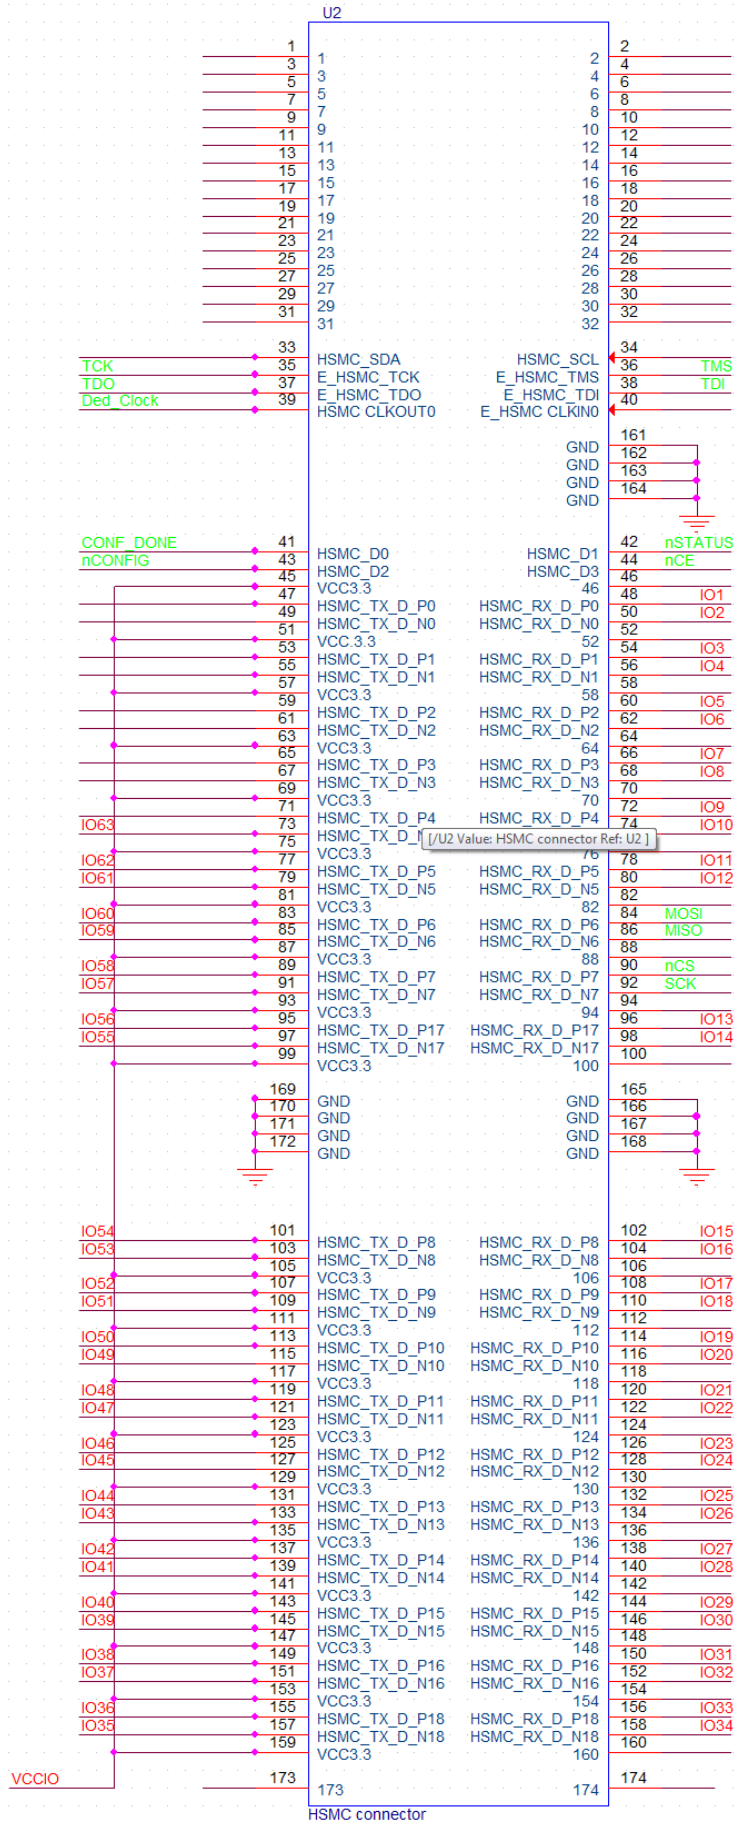 U2
1 1 2 2
3 3 4 4
5 5 6 6
7 7 8 8
9 9 10 10
11 11 12 12
13 13 14 14
15 15 16 16
17 17 18 18
19 19 20 20
21 21 22 22
23 23 24 24
25 25 26 26
27 27 28 28
29 29 30 30
31 31 32 32
33 HSMC_SDA HSMC_SCL 34
TCK 35 E_HSMC_TCK E_HSMC_TMS 36 TMS
TDO 37 E_HSMC_TDO E_HSMC_TDI 38 TDI
Ded_Clock 39 HSMC CLKOUT0 E_HSMC CLKIN0 40
GND 161
GND 162
GND 163
GND 164
CONF_DONE 41 HSMC_D0 HSMC_D1 42 nSTATUS
nCONFIG 43 HSMC_D2 HSMC_D3 44 nCE
45 VCC3.3 46 46
47 HSMC_TX_D_P0 HSMC_RX_D_P0 48 IO1
49 HSMC_TX_D_N0 HSMC_RX_D_N0 50 IO2
51 VCC.3.3 52 52
53 HSMC_TX_D_P1 HSMC_RX_D_P1 54 IO3
55 HSMC_TX_D_N1 HSMC_RX_D_N1 56 IO4
57 VCC3.3 58 58
59 HSMC_TX_D_P2 HSMC_RX_D_P2 60 IO5
61 HSMC_TX_D_N2 HSMC_RX_D_N2 62 IO6
63 VCC3.3 64 64
65 HSMC_TX_D_P3 HSMC_RX_D_P3 66 IO7
67 HSMC_TX_D_N3 HSMC_RX_D_N3 68 IO8
69 VCC3.3 70 70
71 HSMC_TX_D_P4 HSMC_RX_D_P4 72 IO9
IO63 73 HSMC_TX_D_ [/U2 Value: HSMC connector Ref: U2 ] 74 IO10
75 VCC3.3 76
IO62 77 HSMC_TX_D_P5 HSMC_RX_D_P5 78 IO11
IO61 79 HSMC_TX_D_N5 HSMC_RX_D_N5 80 IO12
81 VCC3.3 82 82
IO60 83 HSMC_TX_D_P6 HSMC_RX_D_P6 84 MOSI
IO59 85 HSMC_TX_D_N6 HSMC_RX_D_N6 86 MISO
87 VCC3.3 88 88
IO58 89 HSMC_TX_D_P7 HSMC_RX_D_P7 90 nCS
IO57 91 HSMC_TX_D_N7 HSMC_RX_D_N7 92 SCK
93 VCC3.3 94 94
IO56 95 HSMC_TX_D_P17 HSMC_RX_D_P17 96 IO13
IO55 97 HSMC_TX_D_N17 HSMC_RX_D_N17 98 IO14
99 VCC3.3 100 100
169 GND GND 165
170 GND GND 166
171 GND GND 167
172 GND GND 168
IO54 101 HSMC_TX_D_P8 HSMC_RX_D_P8 102 IO15
IO53 103 HSMC_TX_D_N8 HSMC_RX_D_N8 104 IO16
105 VCC3.3 106 106
IO52 107 HSMC_TX_D_P9 HSMC_RX_D_P9 108 IO17
IO51 109 HSMC_TX_D_N9 HSMC_RX_D_N9 110 IO18
111 VCC3.3 112 112
IO50 113 HSMC_TX_D_P10 HSMC_RX_D_P10 114 IO19
IO49 115 HSMC_TX_D_N10 HSMC_RX_D_N10 116 IO20
117 VCC3.3 118 118
IO48 119 HSMC_TX_D_P11 HSMC_RX_D_P11 120 IO21
IO47 121 HSMC_TX_D_N11 HSMC_RX_D_N11 122 IO22
123 VCC3.3 124 124
IO46 125 HSMC_TX_D_P12 HSMC_RX_D_P12 126 IO23
IO45 127 HSMC_TX_D_N12 HSMC_RX_D_N12 128 IO24
129 VCC3.3 130 130
IO44 131 HSMC_TX_D_P13 HSMC_RX_D_P13 132 IO25
IO43 133 HSMC_TX_D_N13 HSMC_RX_D_N13 134 IO26
135 VCC3.3 136 136
IO42 137 HSMC_TX_D_P14 HSMC_RX_D_P14 138 IO27
IO41 139 HSMC_TX_D_N14 HSMC_RX_D_N14 140 IO28
141 VCC3.3 142 142
IO40 143 HSMC_TX_D_P15 HSMC_RX_D_P15 144 IO29
IO39 145 HSMC_TX_D_N15 HSMC_RX_D_N15 146 IO30
147 VCC3.3 148 148
IO38 149 HSMC_TX_D_P16 HSMC_RX_D_P16 150 IO31
IO37 151 HSMC_TX_D_N16 HSMC_RX_D_N16 152 IO32
153 VCC3.3 154 154
IO36 155 HSMC_TX_D_P18 HSMC_RX_D_P18 156 IO33
IO35 157 HSMC_TX_D_N18 HSMC_RX_D_N18 158 IO34
159 VCC3.3 160 160
VCCIO 173 173 174 174
HSMC connector